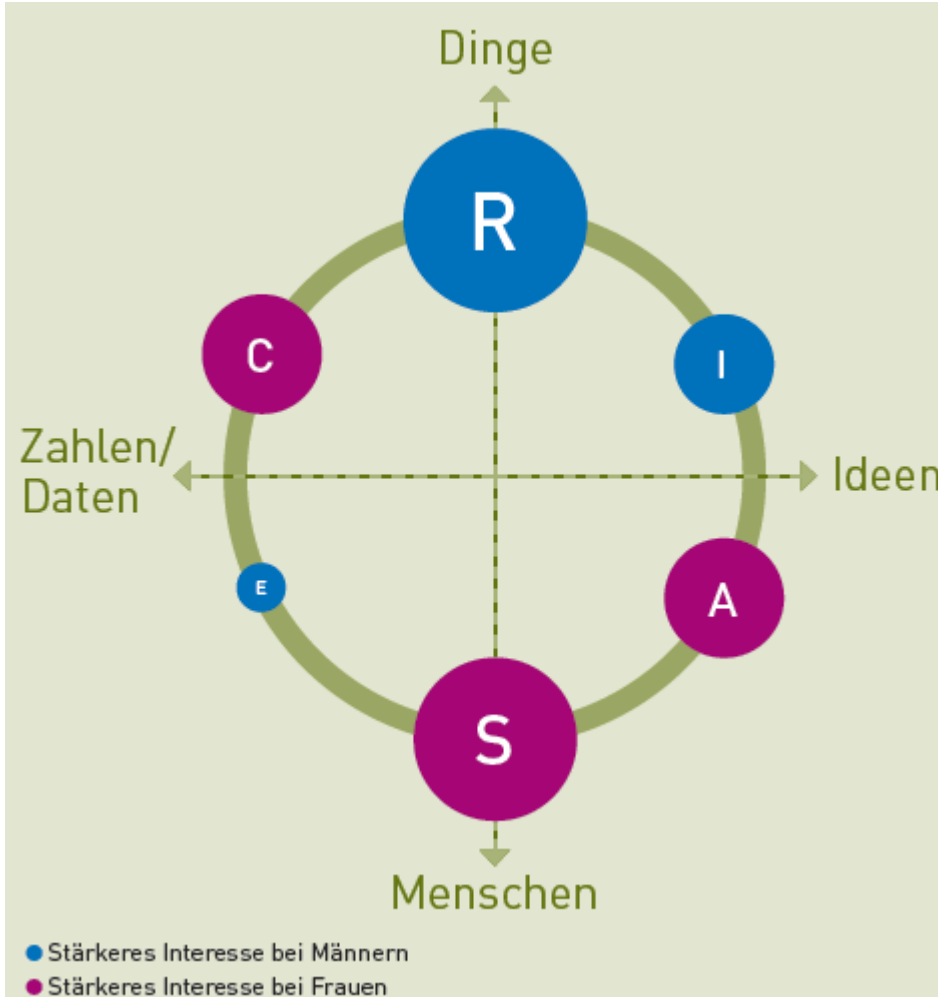 Dinge
R
C
I
Zahlen/
Daten
Ideen
E
A
S
Menschen
Stärkeres Interesse bei Männern
Stärkeres Interesse bei Frauen